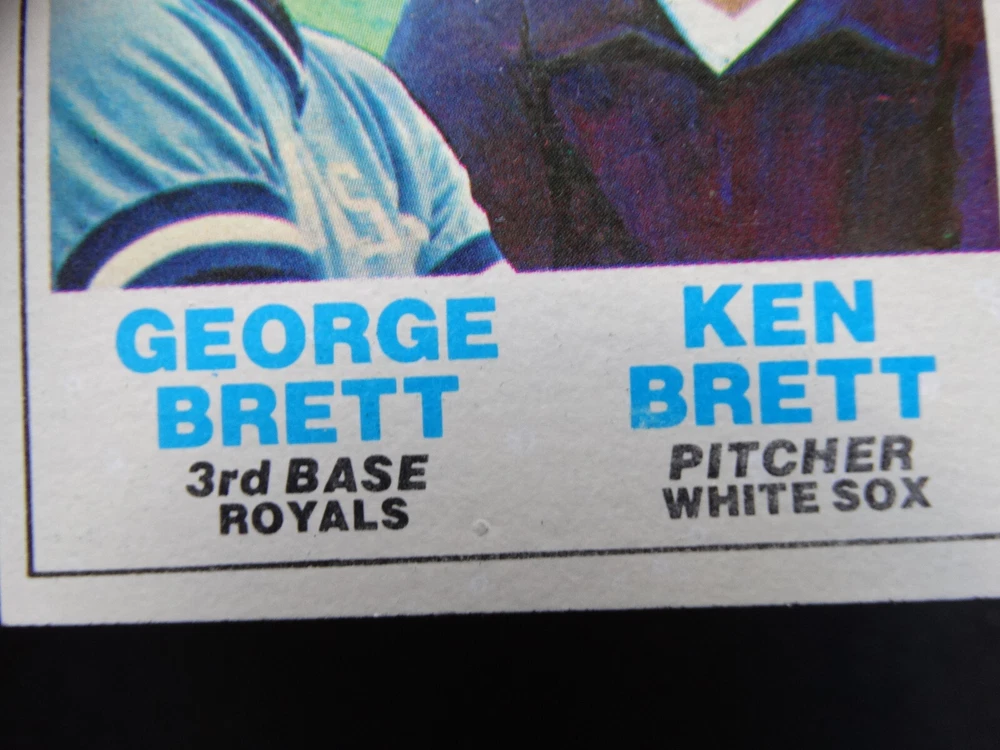 GEORGE
BRETT
3rd BASE
ROYALS
KEN
BRETT
PITCHER
WHITE SOX